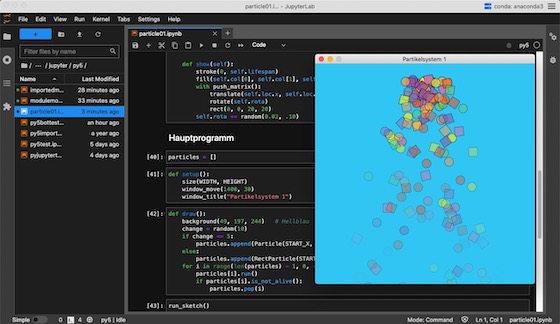 particle01.i... - JupyterLab
conda: anaconda3
File Edit View Run Kernel Tabs Settings Help
particle01.ipynb
Code
py5
Filter files by name
/ ... / jupyter / py5 /
Name Last Modified
importedm... 28 minutes ago
modulemo... 33 minutes ago
particle01.i... 3 minutes ago
py5bottest... an hour ago
py5import... a year ago
py5test.ip... 5 days ago
pyjupytert... 4 days ago
def show(self):
stroke(0, self.lifespan)
fill(self.col[0], self.col[1], self
with push_matrix():
translate(self.loc.x, self.loc
rotate(self.rota)
rect(0, 0, 20, 20)
self.rota += random(0.02, .10)
Hauptprogramm
[40]: particles = []
[41]: def setup():
size(WIDTH, HEIGHT)
window_move(1400, 30)
window_title("Partikelsystem 1")
[42]: def draw():
background(49, 197, 244) # Hellblau
change = random(10)
if change <= 5:
particles.append(Particle(START_X,
else:
particles.append(RectParticle(START
for i in range(len(particles) - 1, 0, -
particles[i].run()
if particles[i].is_not_alive():
particles.pop(i)
[43]: run_sketch()
Partikelsystem 1
Simple 0 4 py5 | Idle
Mode: Command Ln 1, Col 1 particle01.ipynb